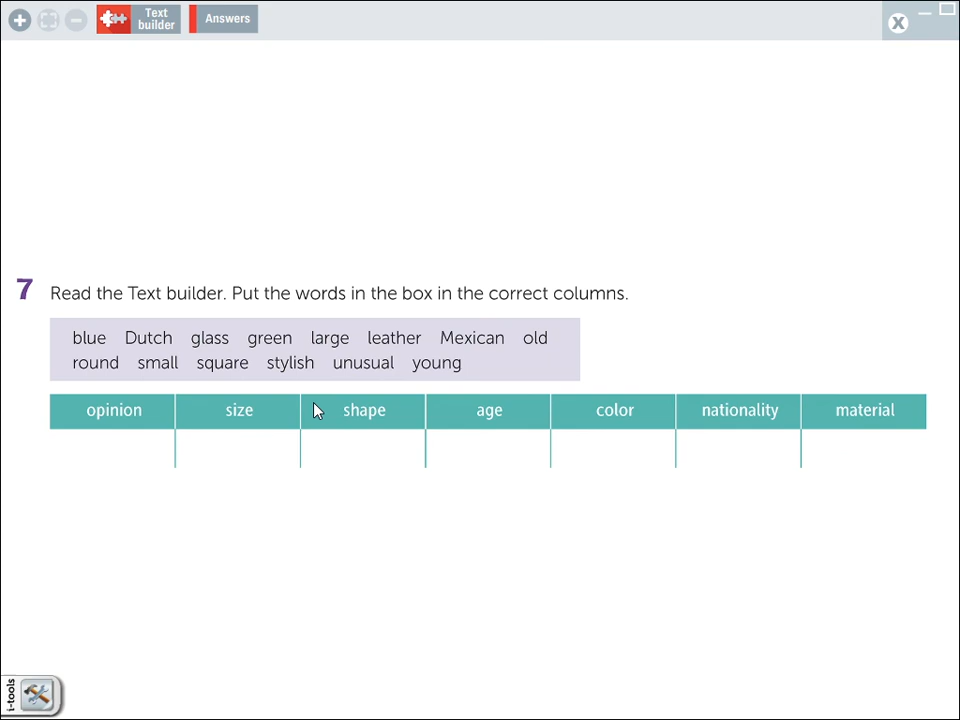 Text
builder
Answers
x
7 Read the Text builder. Put the words in the box in the correct columns.
blue Dutch glass green large leather Mexican old
round small square stylish unusual young
opinion size shape age color nationality material
i-tools